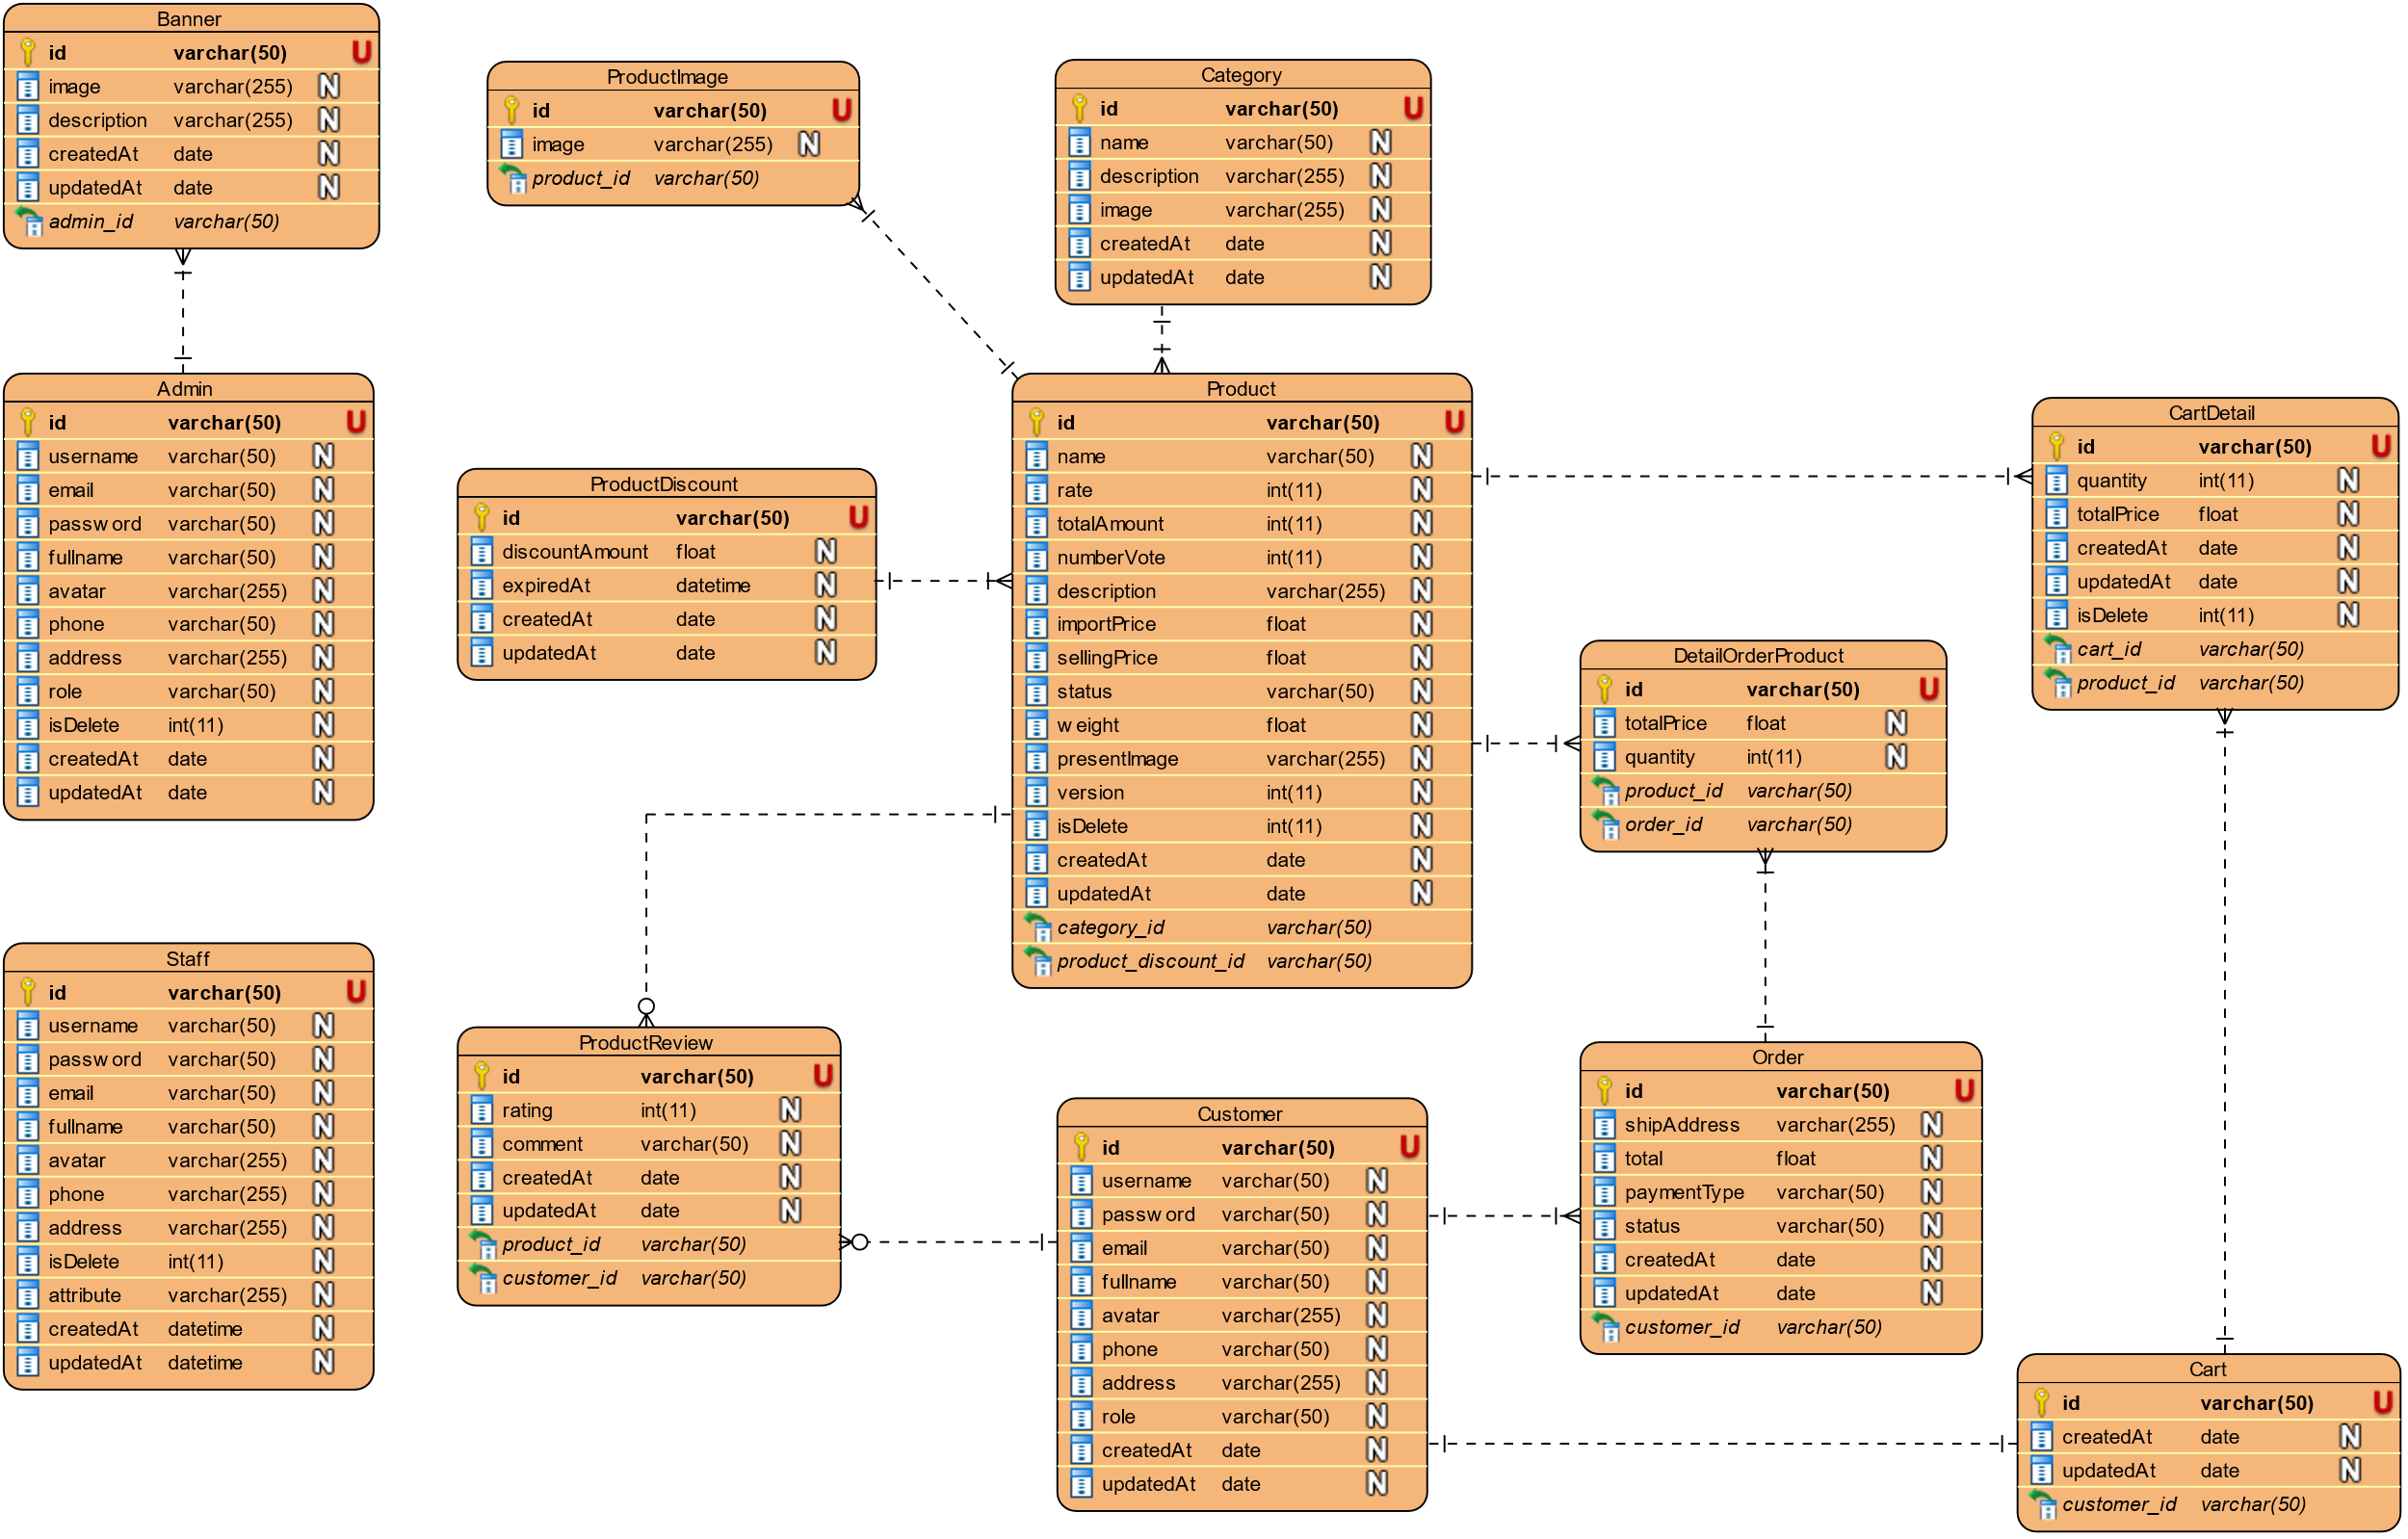 Banner
id varchar(50) U
image varchar(255) N
description varchar(255) N
createdAt date N
updatedAt date N
admin_id varchar(50)
ProductImage
id varchar(50) U
image varchar(255) N
product_id varchar(50)
Category
id varchar(50) U
name varchar(50) N
description varchar(255) N
image varchar(255) N
createdAt date N
updatedAt date N
Admin
id varchar(50) U
username varchar(50) N
email varchar(50) N
password varchar(50) N
fullname varchar(50) N
avatar varchar(255) N
phone varchar(50) N
address varchar(255) N
role varchar(50) N
isDelete int(11) N
createdAt date N
updatedAt date N
ProductDiscount
id varchar(50) U
discountAmount float N
expiredAt datetime N
createdAt date N
updatedAt date N
Product
id varchar(50) U
name varchar(50) N
rate int(11) N
totalAmount int(11) N
numberVote int(11) N
description varchar(255) N
importPrice float N
sellingPrice float N
status varchar(50) N
weight float N
presentImage varchar(255) N
version int(11) N
isDelete int(11) N
createdAt date N
updatedAt date N
category_id varchar(50)
product_discount_id varchar(50)
CartDetail
id varchar(50) U
quantity int(11) N
totalPrice float N
createdAt date N
updatedAt date N
isDelete int(11) N
cart_id varchar(50)
product_id varchar(50)
DetailOrderProduct
id varchar(50) U
totalPrice float N
quantity int(11) N
product_id varchar(50)
order_id varchar(50)
Staff
id varchar(50) U
username varchar(50) N
password varchar(50) N
email varchar(50) N
fullname varchar(50) N
avatar varchar(255) N
phone varchar(255) N
address varchar(255) N
isDelete int(11) N
attribute varchar(255) N
createdAt datetime N
updatedAt datetime N
ProductReview
id varchar(50) U
rating int(11) N
comment varchar(50) N
createdAt date N
updatedAt date N
product_id varchar(50)
customer_id varchar(50)
Customer
id varchar(50) U
username varchar(50) N
password varchar(50) N
email varchar(50) N
fullname varchar(50) N
avatar varchar(255) N
phone varchar(50) N
address varchar(255) N
role varchar(50) N
createdAt date N
updatedAt date N
Order
id varchar(50) U
shipAddress varchar(255) N
total float N
paymentType varchar(50) N
status varchar(50) N
createdAt date N
updatedAt date N
customer_id varchar(50)
Cart
id varchar(50) U
createdAt date N
updatedAt date N
customer_id varchar(50)